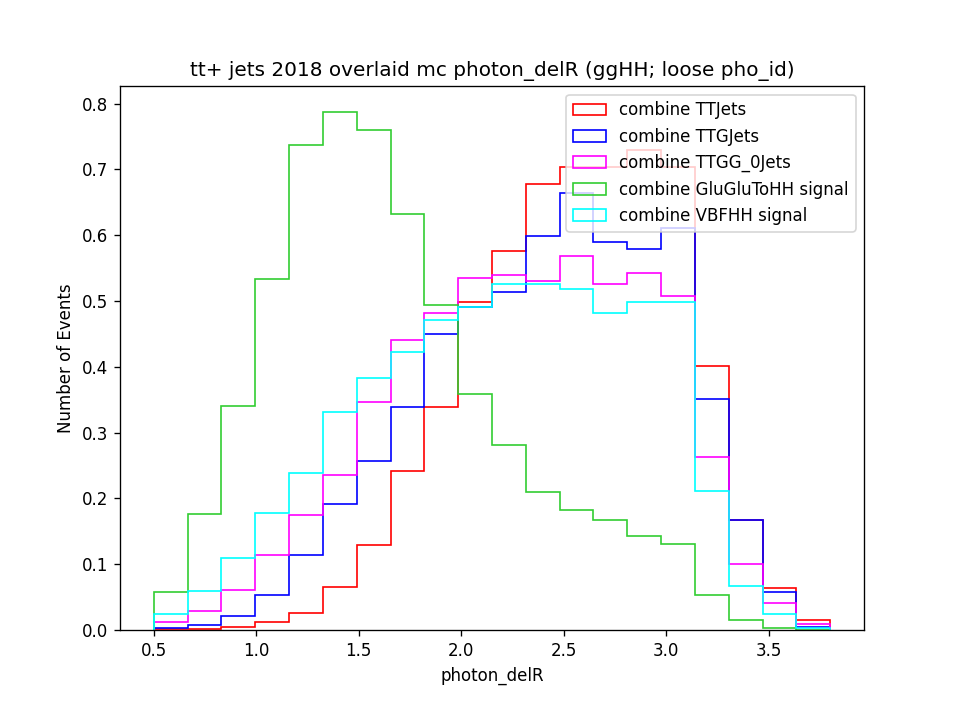 tt+ jets 2018 overlaid mc photon_delR (ggHH; loose pho_id)
combine TTJets
combine TTGJets
combine TTGG_0Jets
combine GluGluToHH signal
combine VBFHH signal
Number of Events
0.8
0.7
0.6
0.5
0.4
0.3
0.2
0.1
0.0
0.5 1.0 1.5 2.0 2.5 3.0 3.5
photon_delR